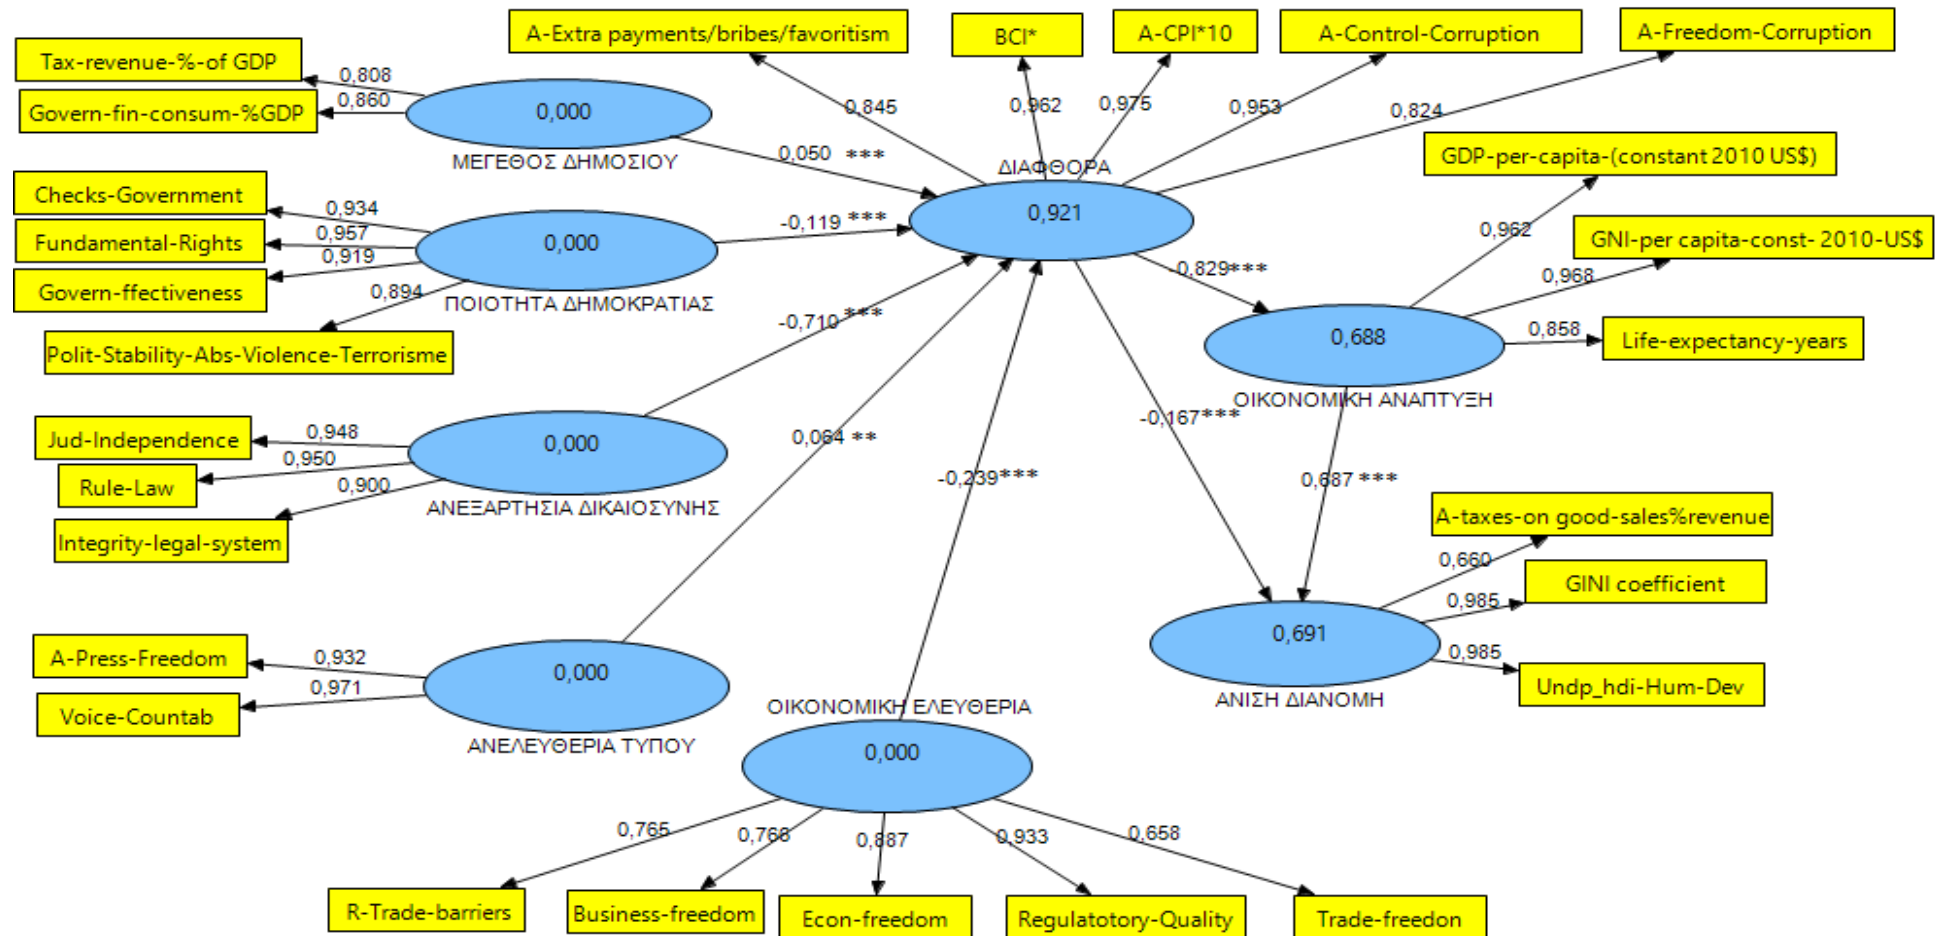 A-Extra payments/bribes/favoritism
BCI*
A-CPI*10
A-Control-Corruption
A-Freedom-Corruption
Tax-revenue-%-of GDP
0,808
Govern-fin-consum-%GDP
0,860
0,000
ΜΕΓΕΘΟΣ ΔΗΜΟΣΙΟΥ
0,845
0,962
0,975
0,953
0,824
0,050 ***
ΔΙΑΦΘΟΡΑ
0,921
GDP-per-capita-(constant 2010 US$)
0,962
GNI-per capita-const- 2010-US$
0,968
Checks-Government
0,934
Fundamental-Rights
0,957
0,919
Govern-ffectiveness
0,894
Polit-Stability-Abs-Violence-Terrorisme
0,000
ΠΟΙΟΤΗΤΑ ΔΗΜΟΚΡΑΤΙΑΣ
-0,119 ***
-0,829***
0,688
0,858
Life-expectancy-years
ΟΙΚΟΝΟΜΙΚΗ ΑΝΑΠΤΥΞΗ
-0,710 ***
Jud-Independence
0,948
0,950
Rule-Law
0,900
Integrity-legal-system
0,000
ΑΝΕΞΑΡΤΗΣΙΑ ΔΙΚΑΙΟΣΥΝΗΣ
0,064 **
-0,239***
-0,167***
0,687 ***
A-taxes-on good-sales%revenue
0,660
GINI coefficient
0,985
0,985
Undp_hdi-Hum-Dev
0,691
ΑΝΙΣΗ ΔΙΑΝΟΜΗ
A-Press-Freedom
0,932
0,971
Voice-Countab
0,000
ΑΝΕΛΕΥΘΕΡΙΑ ΤΥΠΟΥ
ΟΙΚΟΝΟΜΙΚΗ ΕΛΕΥΘΕΡΙΑ
0,000
0,765
0,768
0,887
0,933
0,658
R-Trade-barriers
Business-freedom
Econ-freedom
Regulatotory-Quality
Trade-freedon